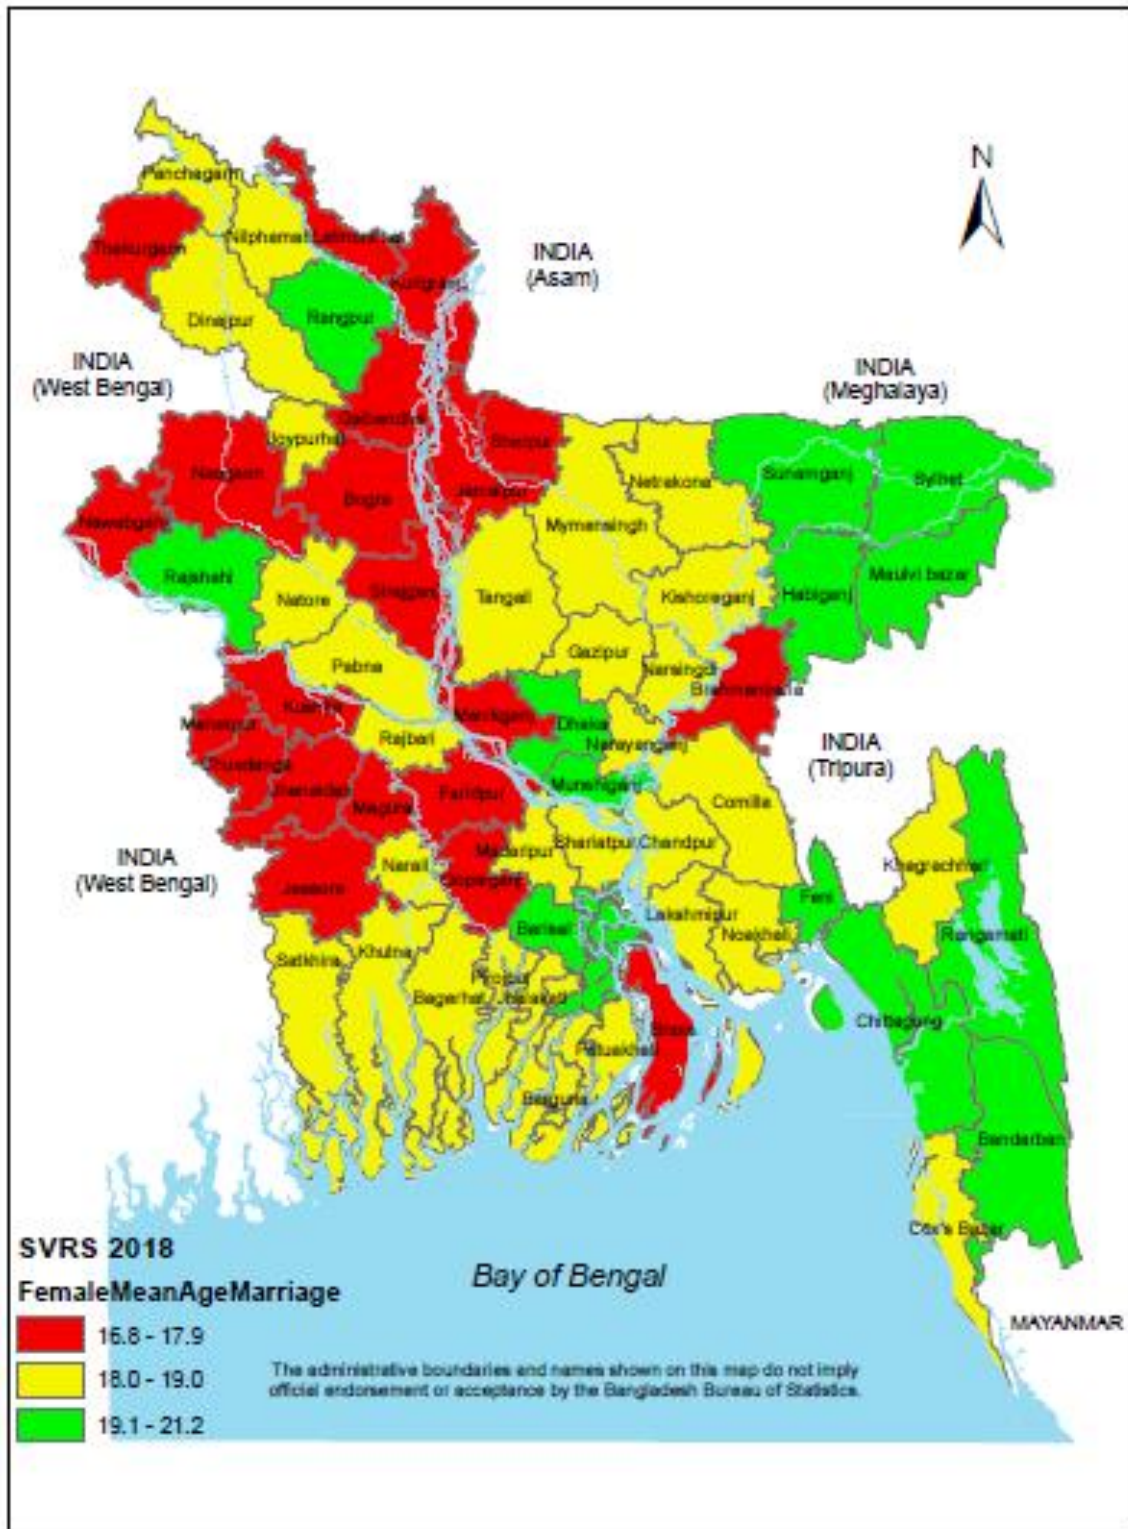 N
Panchagarh
Thakurgaon
Nilphamari
Lalmonirhat
Kurigram
INDIA
(Asam)
Rangpur
Dinajpur
INDIA
(West Bengal)
INDIA
(Meghalaya)
Gaibandha
Joypurhat
Sherpur
Naogaon
Bogra
Jamalpur
Netrakona
Sunamganj
Sylhet
Nawabganj
Mymensingh
Rajshahi
Natore
Sirajganj
Tangail
Kishoreganj
Habiganj
Maulvi bazar
Gazipur
Pabna
Narsingdi
Brahmanbaria
Kushtia
Manikganj
Dhaka
Meherpur
Rajbari
Narayanganj
INDIA
(Tripura)
Chuadanga
Jhenaidah
Magura
Faridpur
Munshiganj
Comilla
INDIA
(West Bengal)
Narail
Madaripur
Shariatpur
Chandpur
Khagrachhari
Jessore
Gopalganj
Feni
Barisal
Lakshmipur
Noakhali
Rangamati
Satkhira
Khulna
Pirojpur
Bagerhat
Jhalakati
Chittagong
Bhola
Patuakhali
Barguna
Bandarban
Cox's Bazar
SVRS 2018
FemaleMeanAgeMarriage
16.8 - 17.9
18.0 - 19.0
19.1 - 21.2
Bay of Bengal
MAYANMAR
The administrative boundaries and names shown on this map do not imply
official endorsement or acceptance by the Bangladesh Bureau of Statistics.